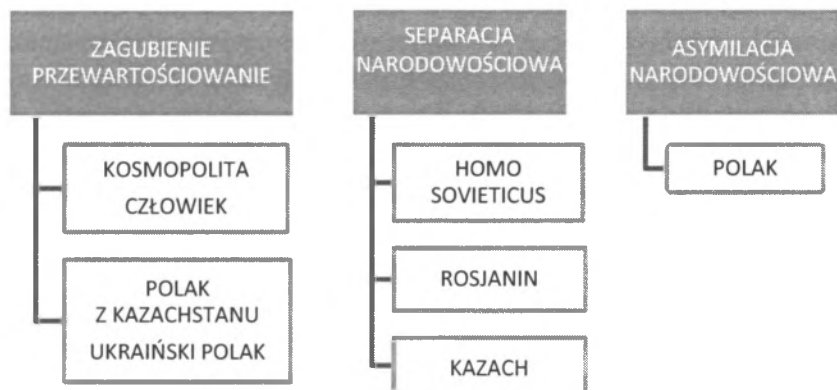 ZAGUBIENIE
PRZEWARTOŚCIOWANIE
KOSMOPOLITA
CZŁOWIEK
POLAK
Z KAZACHSTANU
UKRAIŃSKI POLAK
SEPARACJA
NARODOWOŚCIOWA
HOMO
SOVIETICUS
ROSJANIN
KAZACH
ASYMILACJA
NARODOWOŚCIOWA
POLAK